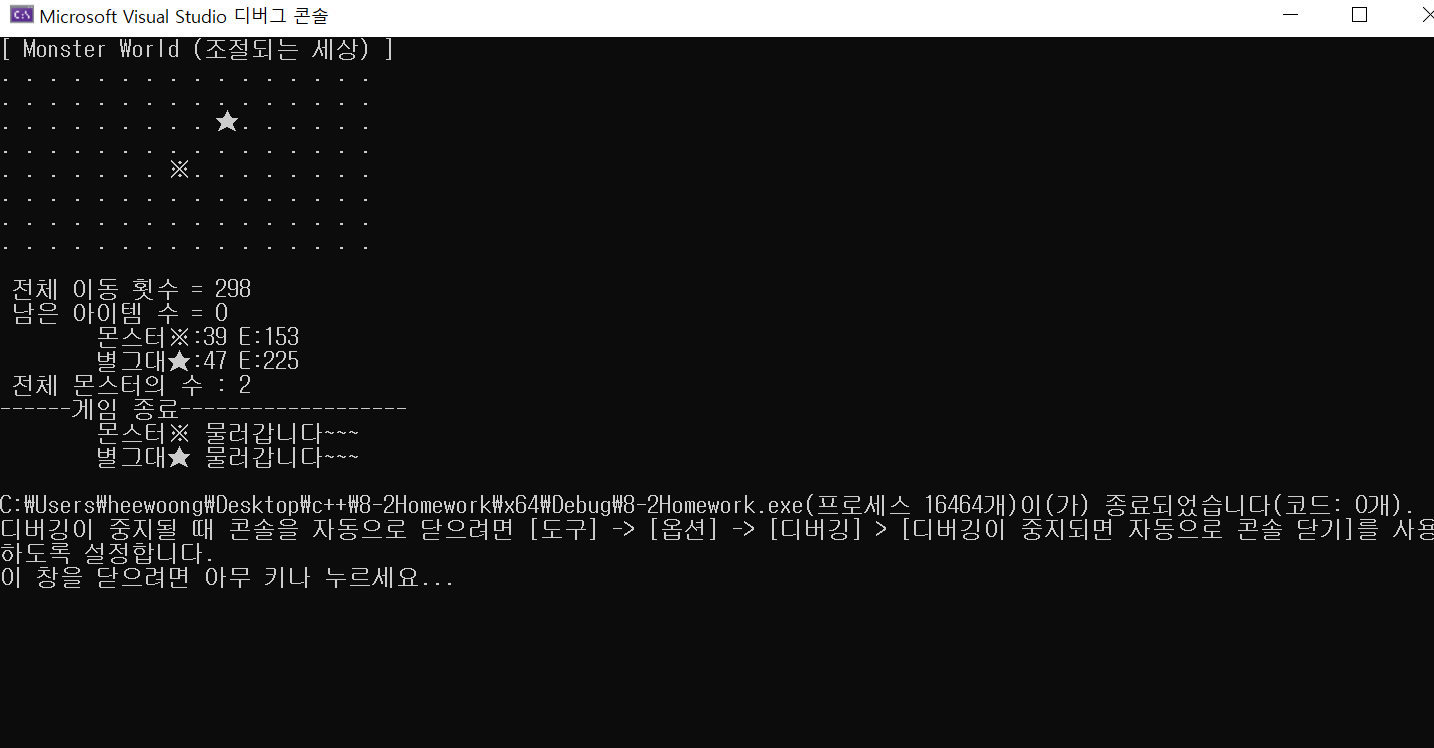 Microsoft Visual Studio 디버그 콘솔
[ Monster World (조절되는 세상) ]
. . . . . . . . . . . . . . . .
. . . . . . . . . . . . . . . .
. . . . . . . . . ★. . . . . .
. . . . . . . . . . . . . . . .
. . . . . . . ※. . . . . . . .
. . . . . . . . . . . . . . . .
. . . . . . . . . . . . . . . .
. . . . . . . . . . . . . . . .
전체 이동 횟수 = 298
남은 아이템 수 = 0
몬스터※:39 E:153
별그대★:47 E:225
전체 몬스터의 수 : 2
------게임 종료-------------------
몬스터※ 물러갑니다~~~
별그대★ 물러갑니다~~~
C:₩Users₩heewoong₩Desktop₩c++₩8-2Homework₩x64₩Debug₩8-2Homework.exe(프로세스 16464개)이(가) 종료되었습니다(코드: 0개).
디버깅이 중지될 때 콘솔을 자동으로 닫으려면 [도구] -> [옵션] -> [디버깅] > [디버깅이 중지되면 자동으로 콘솔 닫기]를 사용
하도록 설정합니다.
이 창을 닫으려면 아무 키나 누르세요...